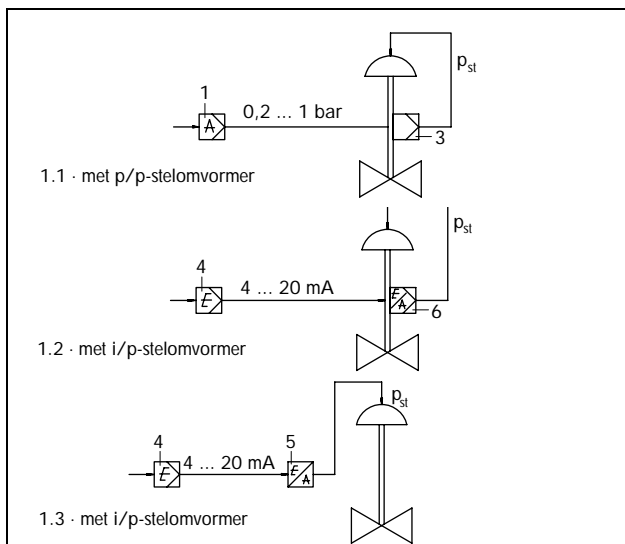 p_st
1
A
0,2 ... 1 bar
3
1.1 · met p/p-stelomvormer
p_st
4
E
4 ... 20 mA
E/A
6
1.2 · met i/p-stelomvormer
p_st
4
E
4 ... 20 mA
5
E/A
1.3 · met i/p-stelomvormer